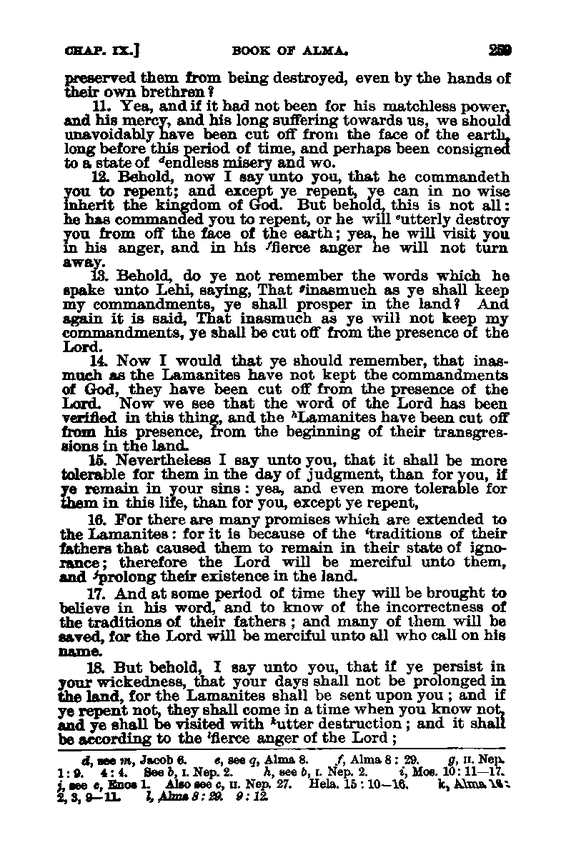 CHAP. IX.] BOOK OF ALMA. 259
preserved them from being destroyed, even by the hands of
their own brethren?
11. Yea, and if it had not been for his matchless power,
and his mercy, and his long suffering towards us, we should
unavoidably have been cut off from the face of the earth,
long before this period of time, and perhaps been consigned
to a state of dendless misery and wo.
12. Behold, now I say unto you, that he commandeth
you to repent; and except ye repent, ye can in no wise
inherit the kingdom of God. But behold, this is not all:
he has commanded you to repent, or he will eutterly destroy
you from off the face of the earth; yea, he will visit you
in his anger, and in his ffierce anger he will not turn
away.
13. Behold, do ye not remember the words which he
spake unto Lehi, saying, That ginasmuch as ye shall keep
my commandments, ye shall prosper in the land? And
again it is said, That inasmuch as ye will not keep my
commandments, ye shall be cut off from the presence of the
Lord.
14. Now I would that ye should remember, that inas-
much as the Lamanites have not kept the commandments
of God, they have been cut off from the presence of the
Lord. Now we see that the word of the Lord has been
verified in this thing, and the hLamanites have been cut off
from his presence, from the beginning of their transgres-
sions in the land.
15. Nevertheless I say unto you, that it shall be more
tolerable for them in the day of judgment, than for you, if
ye remain in your sins: yea, and even more tolerable for
them in this life, than for you, except ye repent,
16. For there are many promises which are extended to
the Lamanites: for it is because of the itraditions of their
fathers that caused them to remain in their state of igno-
rance; therefore the Lord will be merciful unto them,
and jprolong their existence in the land.
17. And at some period of time they will be brought to
believe in his word, and to know of the incorrectness of
the traditions of their fathers; and many of them will be
saved, for the Lord will be merciful unto all who call on his
name.
18. But behold, I say unto you, that if ye persist in
your wickedness, that your days shall not be prolonged in
the land, for the Lamanites shall be sent upon you; and if
ye repent not, they shall come in a time when you know not,
and ye shall be visited with kutter destruction; and it shall
be according to the lfierce anger of the Lord;
d, see m, Jacob 6. e, see q, Alma 8. f, Alma 8: 29. g, II. Nep.
1: 9. 4: 4. See b, I. Nep. 2. h, see b, I. Nep. 2. i, Mos. 10: 11—17.
j, see e, Enos 1. Also see c, II. Nep. 27. Hela. 15: 10—16. k, Alma 16:
2, 3, 9—11. l, Alma 8: 29. 9: 12.